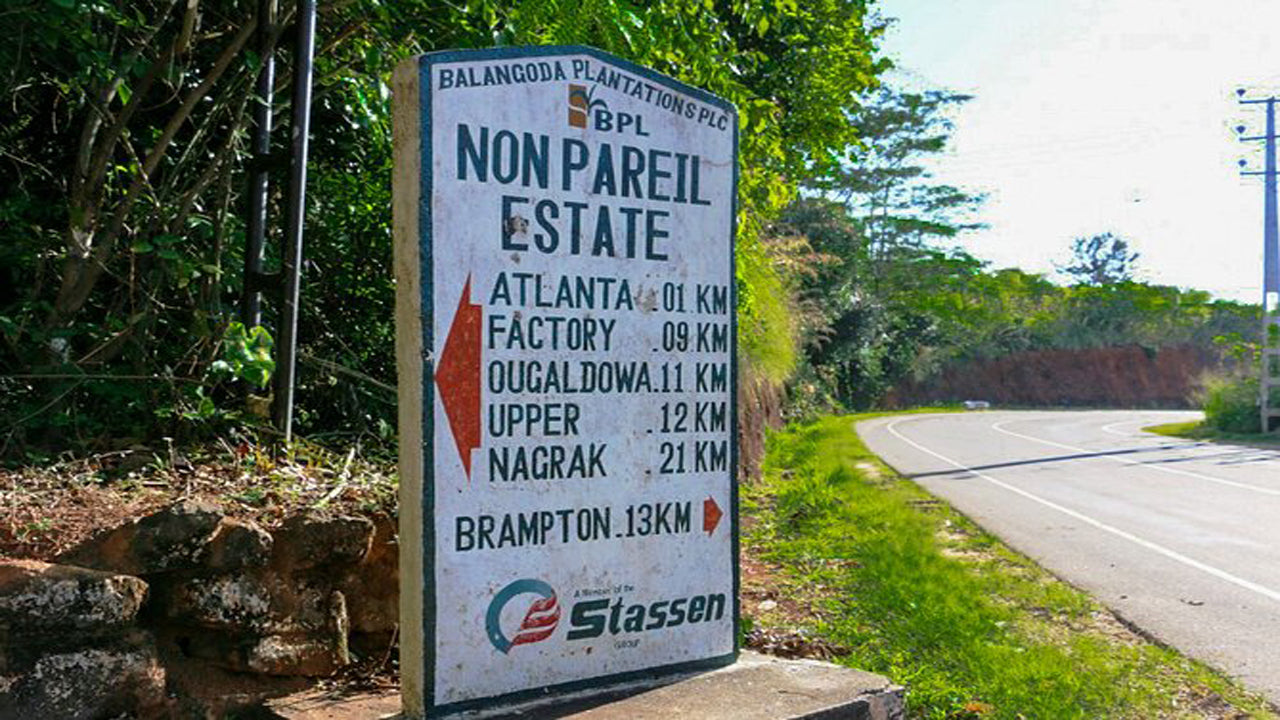 BALANGODA PLANTATIONS PLC
BPL
NON PAREIL
ESTATE
ATLANTA - 01 KM
FACTORY - 09 KM
OUGALDOWA - 11 KM
UPPER - 12 KM
NAGRAK - 21 KM
BRAMPTON - 13KM
A Member of the
Stassen
GROUP